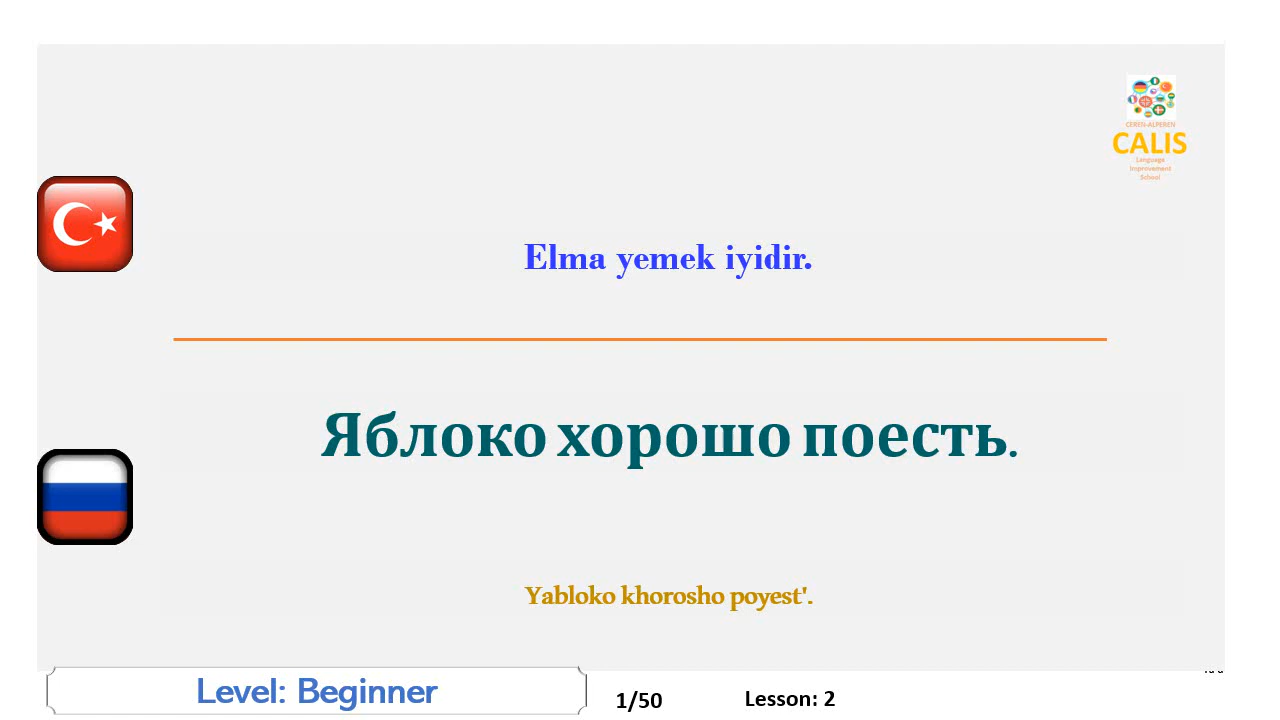 CEREN-ALPEREN
CALIS
Language
Improvement
School
Elma yemek iyidir.
Яблоко хорошо поесть.
Yabloko khorosho poyest'.
Level: Beginner
1/50
Lesson: 2